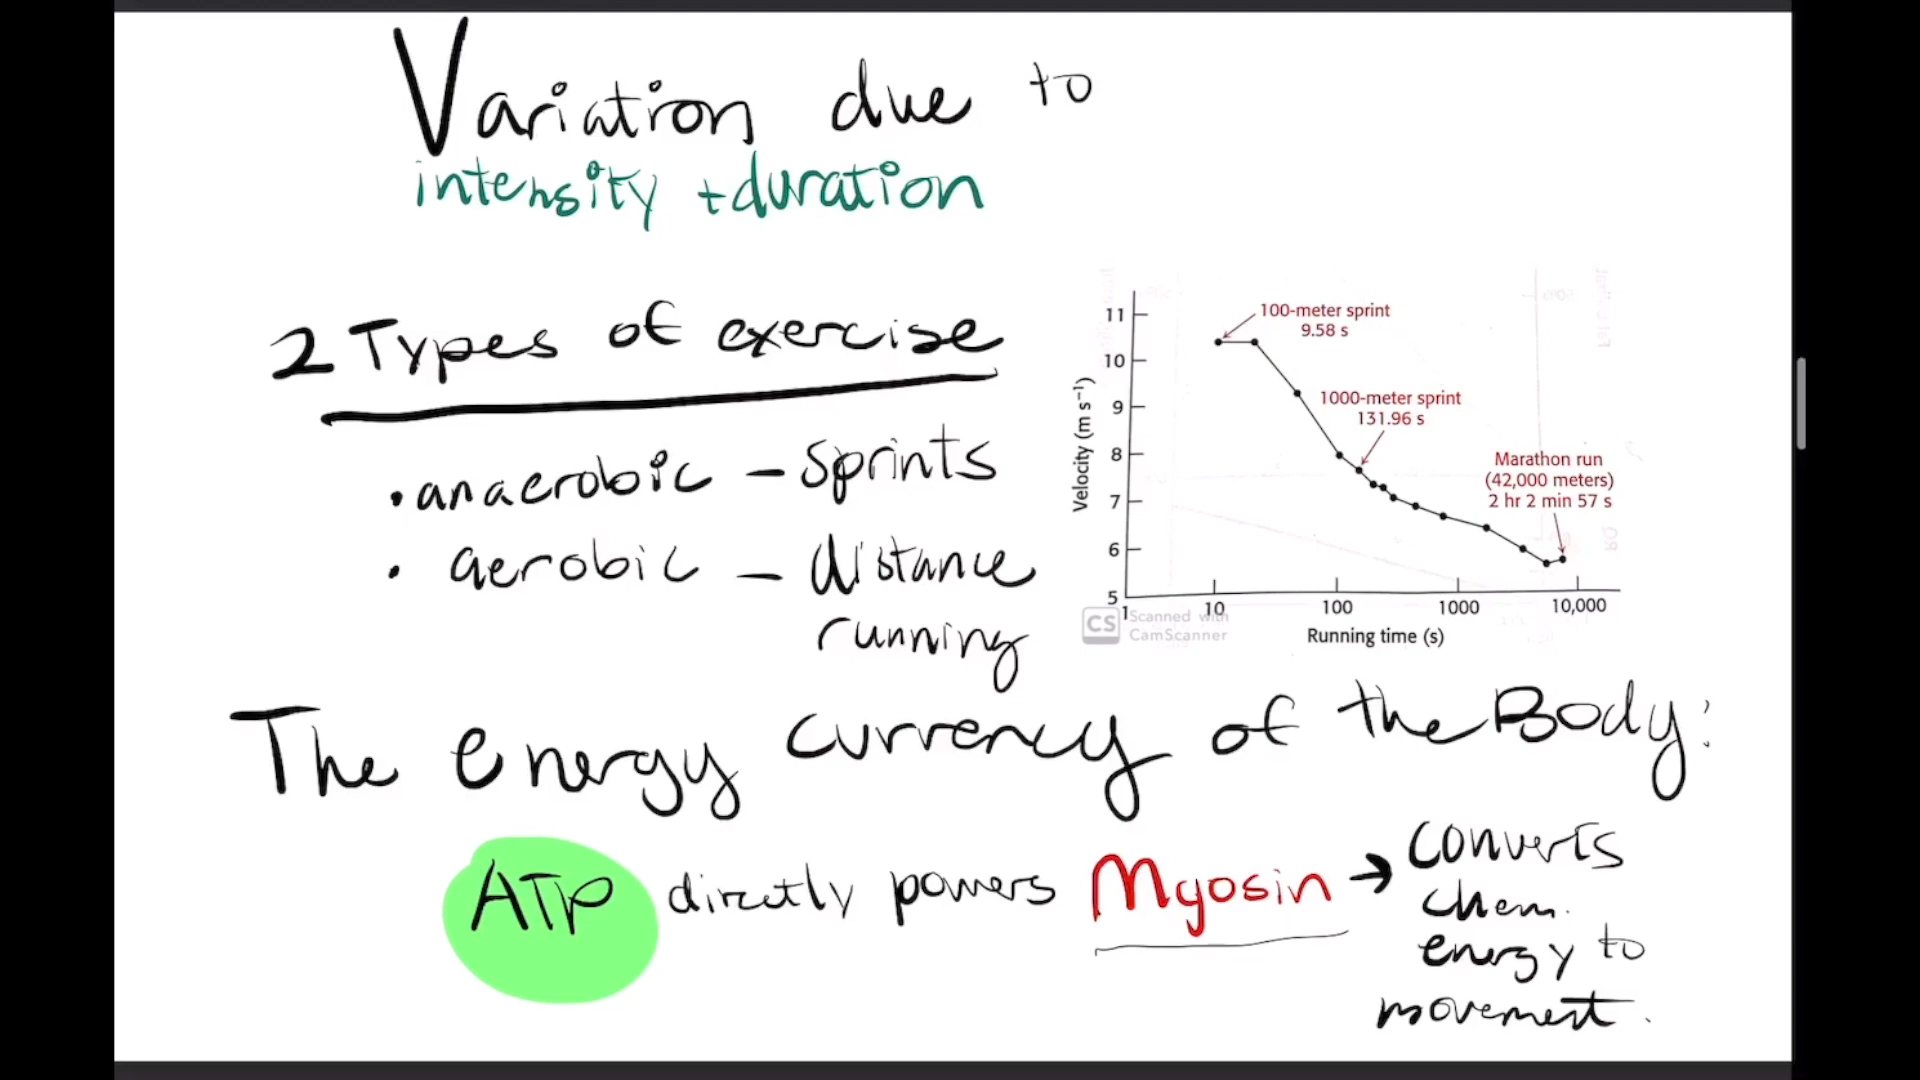 Variation due to
intensity + duration
2 Types of exercise
• anaerobic – Sprints
• aerobic – distance
running
11
10
9
8
7
6
5
Velocity (m s⁻¹)
100-meter sprint
9.58 s
1000-meter sprint
131.96 s
Marathon run
(42,000 meters)
2 hr 2 min 57 s
1
10
100
1000
10,000
Running time (s)
CS Scanned with
CamScanner
The energy currency of the Body:
ATP directly powers Myosin → converts
chem.
energy to
movement.